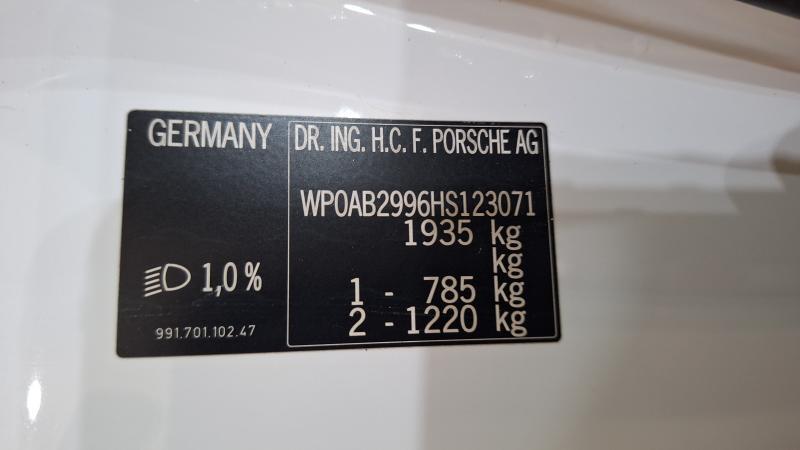 GERMANY
DR. ING. H.C. F. PORSCHE AG
WP0AB2996HS123071
1935 kg
kg
1 - 785 kg
2 - 1220 kg
1,0 %
991.701.102.47